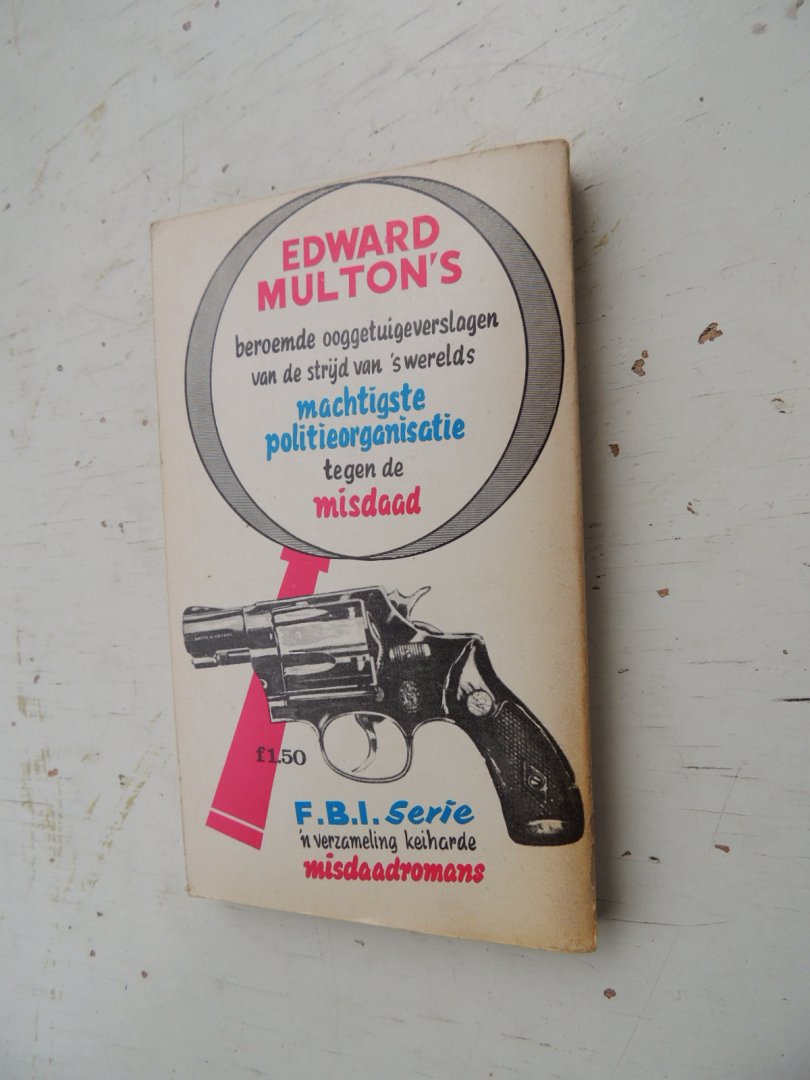 EDWARD
MULTON'S
beroemde ooggetuigeverslagen
van de strijd van 's werelds
machtigste
politieorganisatie
tegen de
misdaad
f1.50
F.B.I. Serie
'n verzameling keiharde
misdaadromans